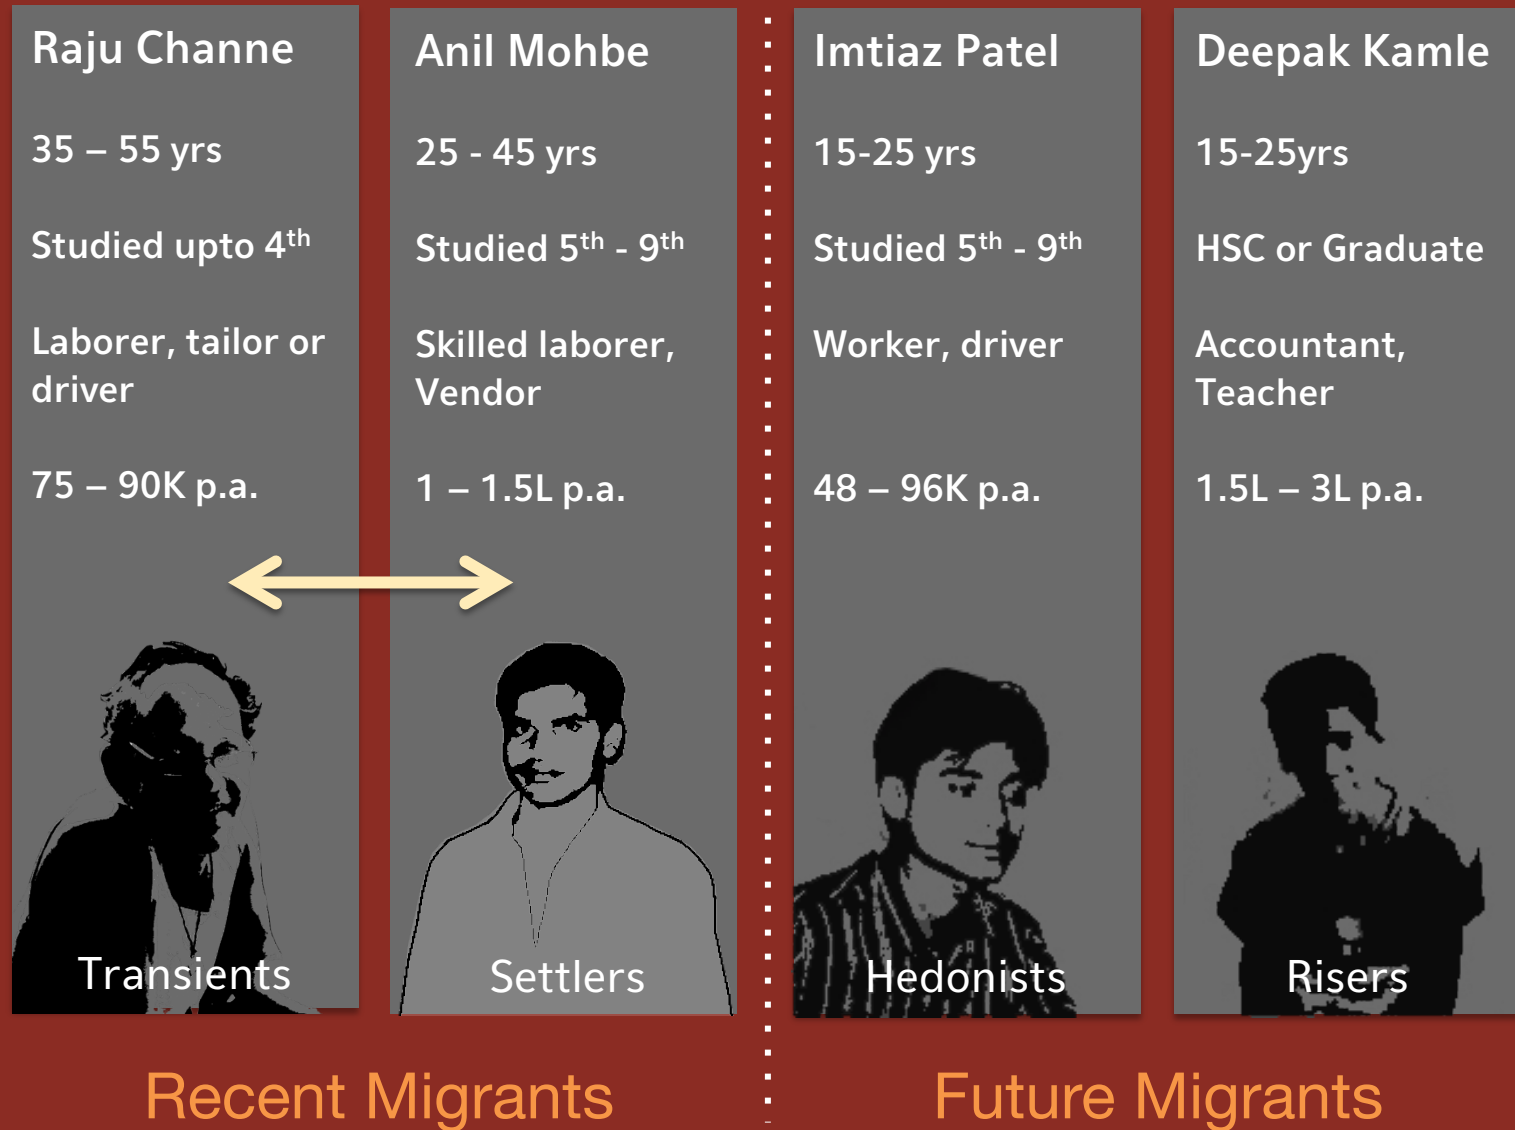 Raju Channe
35 – 55 yrs
Studied upto 4th
Laborer, tailor or
driver
75 – 90K p.a.
Transients
Anil Mohbe
25 - 45 yrs
Studied 5th - 9th
Skilled laborer,
Vendor
1 – 1.5L p.a.
Settlers
Recent Migrants
Imtiaz Patel
15-25 yrs
Studied 5th - 9th
Worker, driver
48 – 96K p.a.
Hedonists
Deepak Kamle
15-25yrs
HSC or Graduate
Accountant,
Teacher
1.5L – 3L p.a.
Risers
Future Migrants